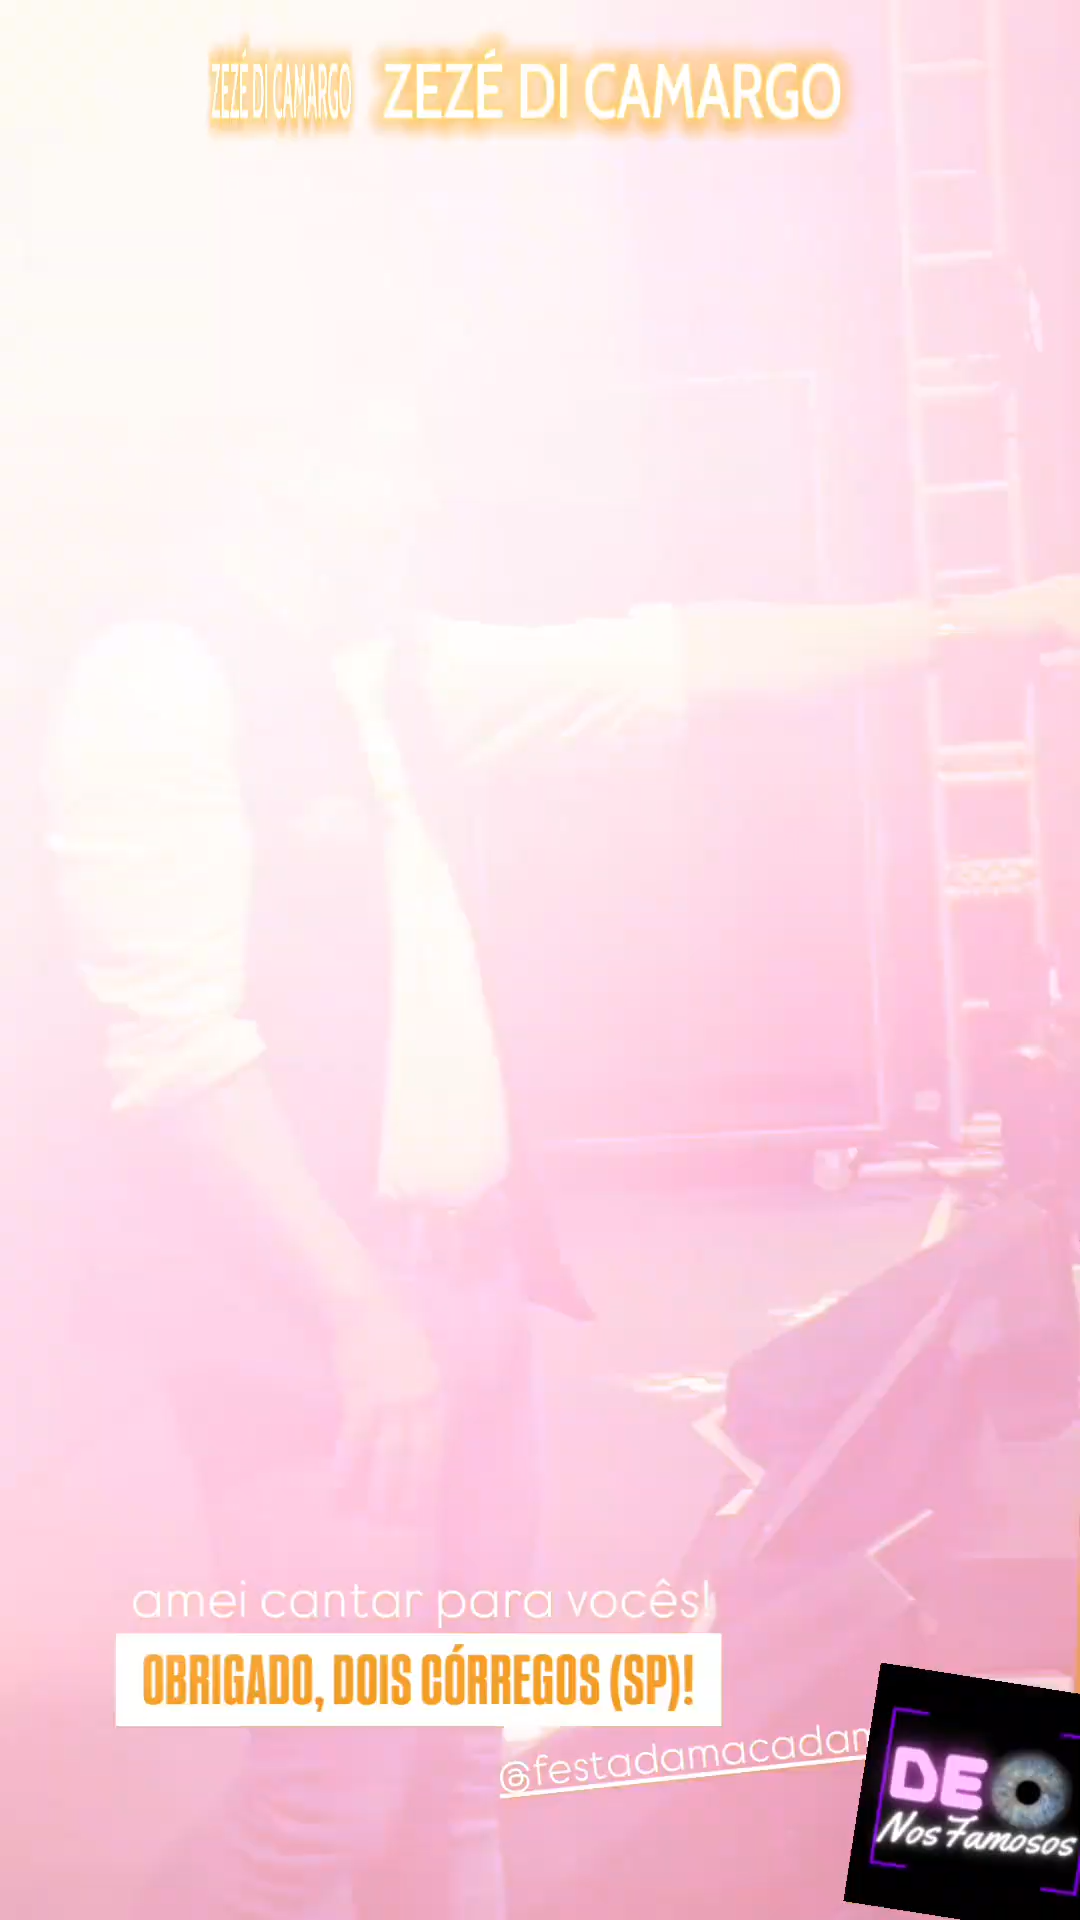 ZEZÉ DI CAMARGO ZEZÉ DI CAMARGO
amei cantar para vocês!
OBRIGADO, DOIS CÓRREGOS (SP)!
@festadamacadam
DE
Nos Famosos